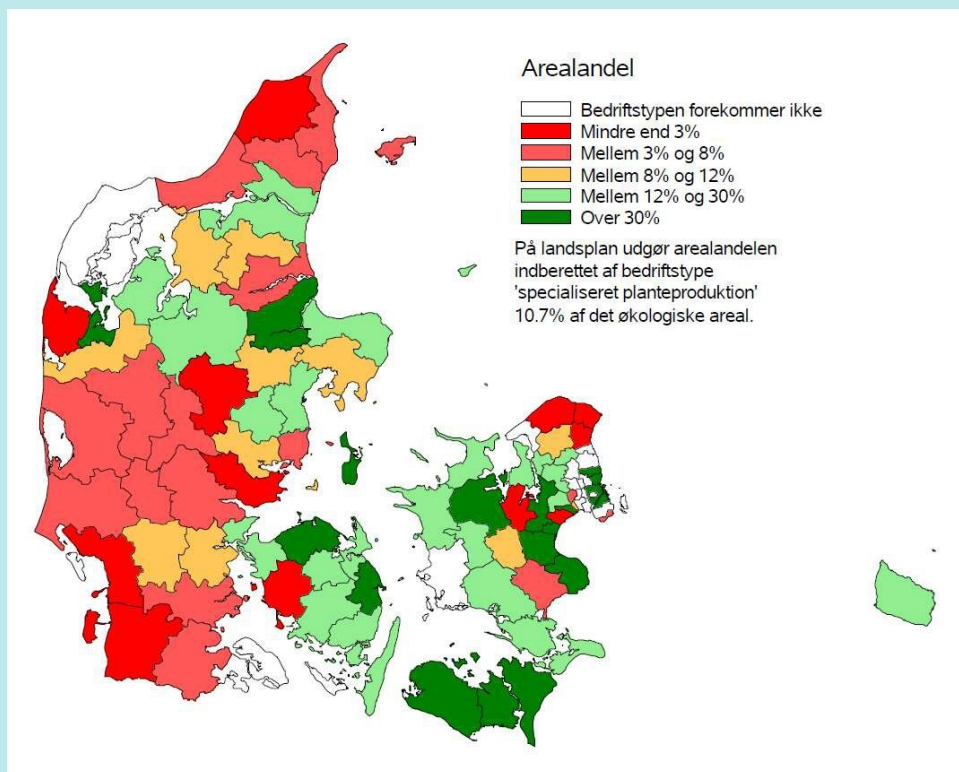 Arealandel
Bedriftstypen forekommer ikke
Mindre end 3%
Mellem 3% og 8%
Mellem 8% og 12%
Mellem 12% og 30%
Over 30%
På landsplan udgør arealandelen
indberettet af bedriftstype
'specialiseret planteproduktion'
10.7% af det økologiske areal.